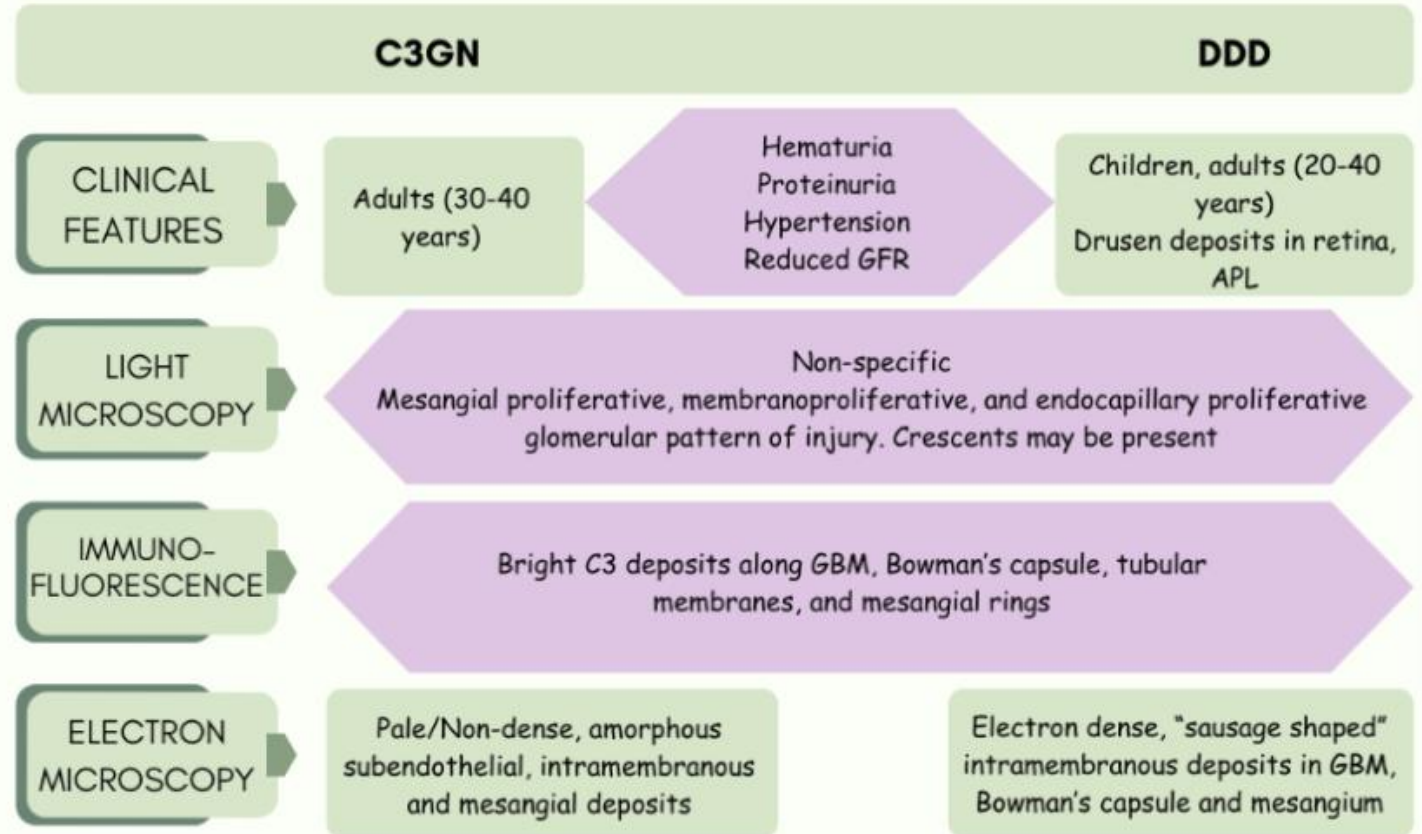 C3GN
DDD
CLINICAL
FEATURES
Adults (30-40
years)
Hematuria
Proteinuria
Hypertension
Reduced GFR
Children, adults (20-40
years)
Drusen deposits in retina,
APL
LIGHT
MICROSCOPY
Non-specific
Mesangial proliferative, membranoproliferative, and endocapillary proliferative
glomerular pattern of injury. Crescents may be present
IMMUNO-
FLUORESCENCE
Bright C3 deposits along GBM, Bowman's capsule, tubular
membranes, and mesangial rings
ELECTRON
MICROSCOPY
Pale/Non-dense, amorphous
subendothelial, intramembranous
and mesangial deposits
Electron dense, "sausage shaped"
intramembranous deposits in GBM,
Bowman's capsule and mesangium